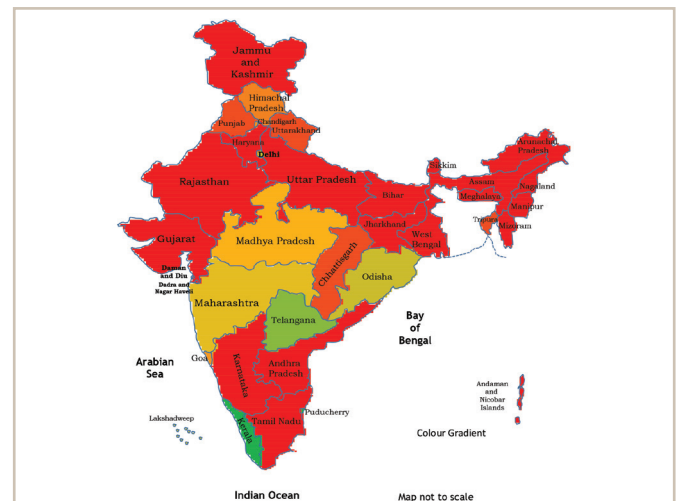 Jammu
and
Kashmir
Himachal
Pradesh
Punjab
Chandigarh
Uttarakhand
Haryana
Delhi
Arunachal
Pradesh
Sikkim
Rajasthan
Uttar Pradesh
Assam
Nagaland
Bihar
Meghalaya
Manipur
Tripura
Mizoram
Jharkhand
West
Bengal
Gujarat
Madhya Pradesh
Chhattisgarh
Daman
and Diu
Dadra and
Nagar Haveli
Odisha
Maharashtra
Telangana
Bay
of
Bengal
Goa
Arabian
Sea
Karnataka
Andhra
Pradesh
Andaman
and
Nicobar
Islands
Puducherry
Lakshadweep
Kerala
Tamil Nadu
Colour Gradient
Indian Ocean
Map not to scale